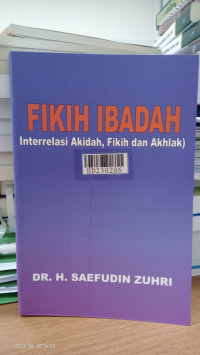 FIKIH IBADAH
Interrelasi Akidah, Fikih dan Akhlak)
DR. H. SAEFUDIN ZUHRI